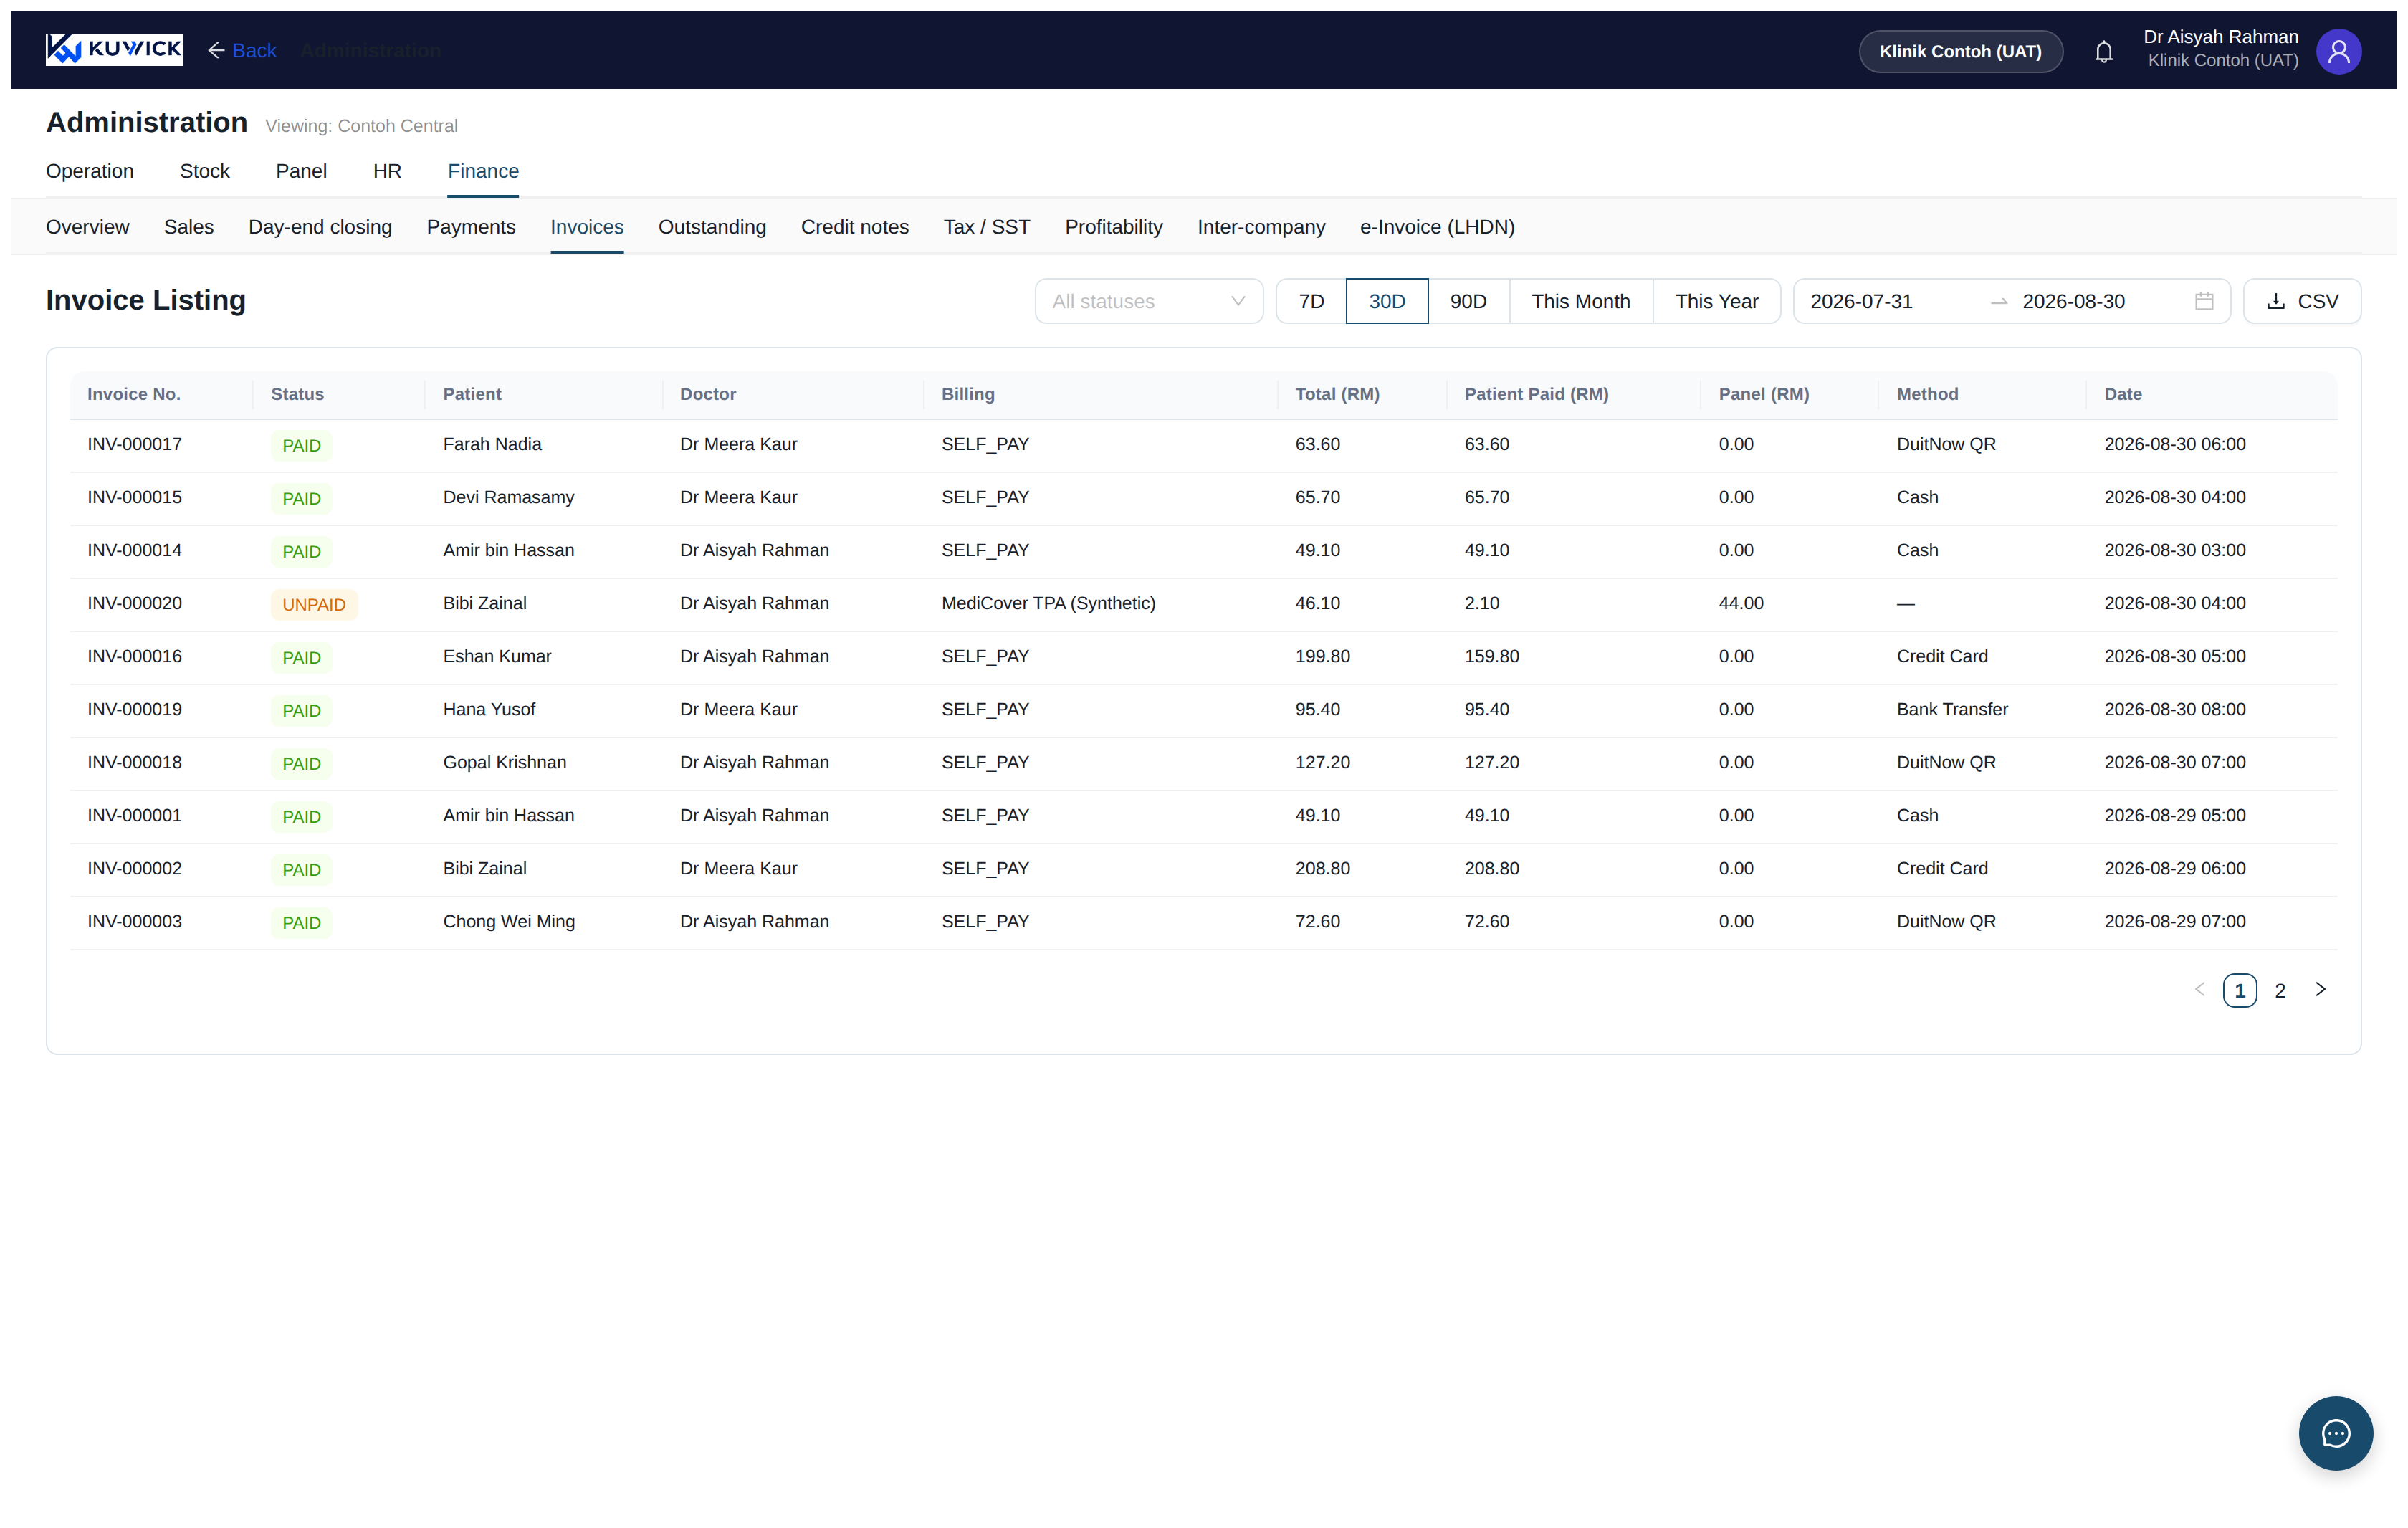 KUWICK Back Administration Klinik Contoh (UAT) Dr Aisyah Rahman
Klinik Contoh (UAT)
Administration Viewing: Contoh Central
Operation Stock Panel HR Finance
Overview Sales Day-end closing Payments Invoices Outstanding Credit notes Tax / SST Profitability Inter-company e-Invoice (LHDN)
Invoice Listing All statuses 7D 30D 90D This Month This Year 2026-07-31 2026-08-30 CSV
Invoice No. Status Patient Doctor Billing Total (RM) Patient Paid (RM) Panel (RM) Method Date
INV-000017 PAID Farah Nadia Dr Meera Kaur SELF_PAY 63.60 63.60 0.00 DuitNow QR 2026-08-30 06:00
INV-000015 PAID Devi Ramasamy Dr Meera Kaur SELF_PAY 65.70 65.70 0.00 Cash 2026-08-30 04:00
INV-000014 PAID Amir bin Hassan Dr Aisyah Rahman SELF_PAY 49.10 49.10 0.00 Cash 2026-08-30 03:00
INV-000020 UNPAID Bibi Zainal Dr Aisyah Rahman MediCover TPA (Synthetic) 46.10 2.10 44.00 — 2026-08-30 04:00
INV-000016 PAID Eshan Kumar Dr Aisyah Rahman SELF_PAY 199.80 159.80 0.00 Credit Card 2026-08-30 05:00
INV-000019 PAID Hana Yusof Dr Meera Kaur SELF_PAY 95.40 95.40 0.00 Bank Transfer 2026-08-30 08:00
INV-000018 PAID Gopal Krishnan Dr Aisyah Rahman SELF_PAY 127.20 127.20 0.00 DuitNow QR 2026-08-30 07:00
INV-000001 PAID Amir bin Hassan Dr Aisyah Rahman SELF_PAY 49.10 49.10 0.00 Cash 2026-08-29 05:00
INV-000002 PAID Bibi Zainal Dr Meera Kaur SELF_PAY 208.80 208.80 0.00 Credit Card 2026-08-29 06:00
INV-000003 PAID Chong Wei Ming Dr Aisyah Rahman SELF_PAY 72.60 72.60 0.00 DuitNow QR 2026-08-29 07:00
1 2